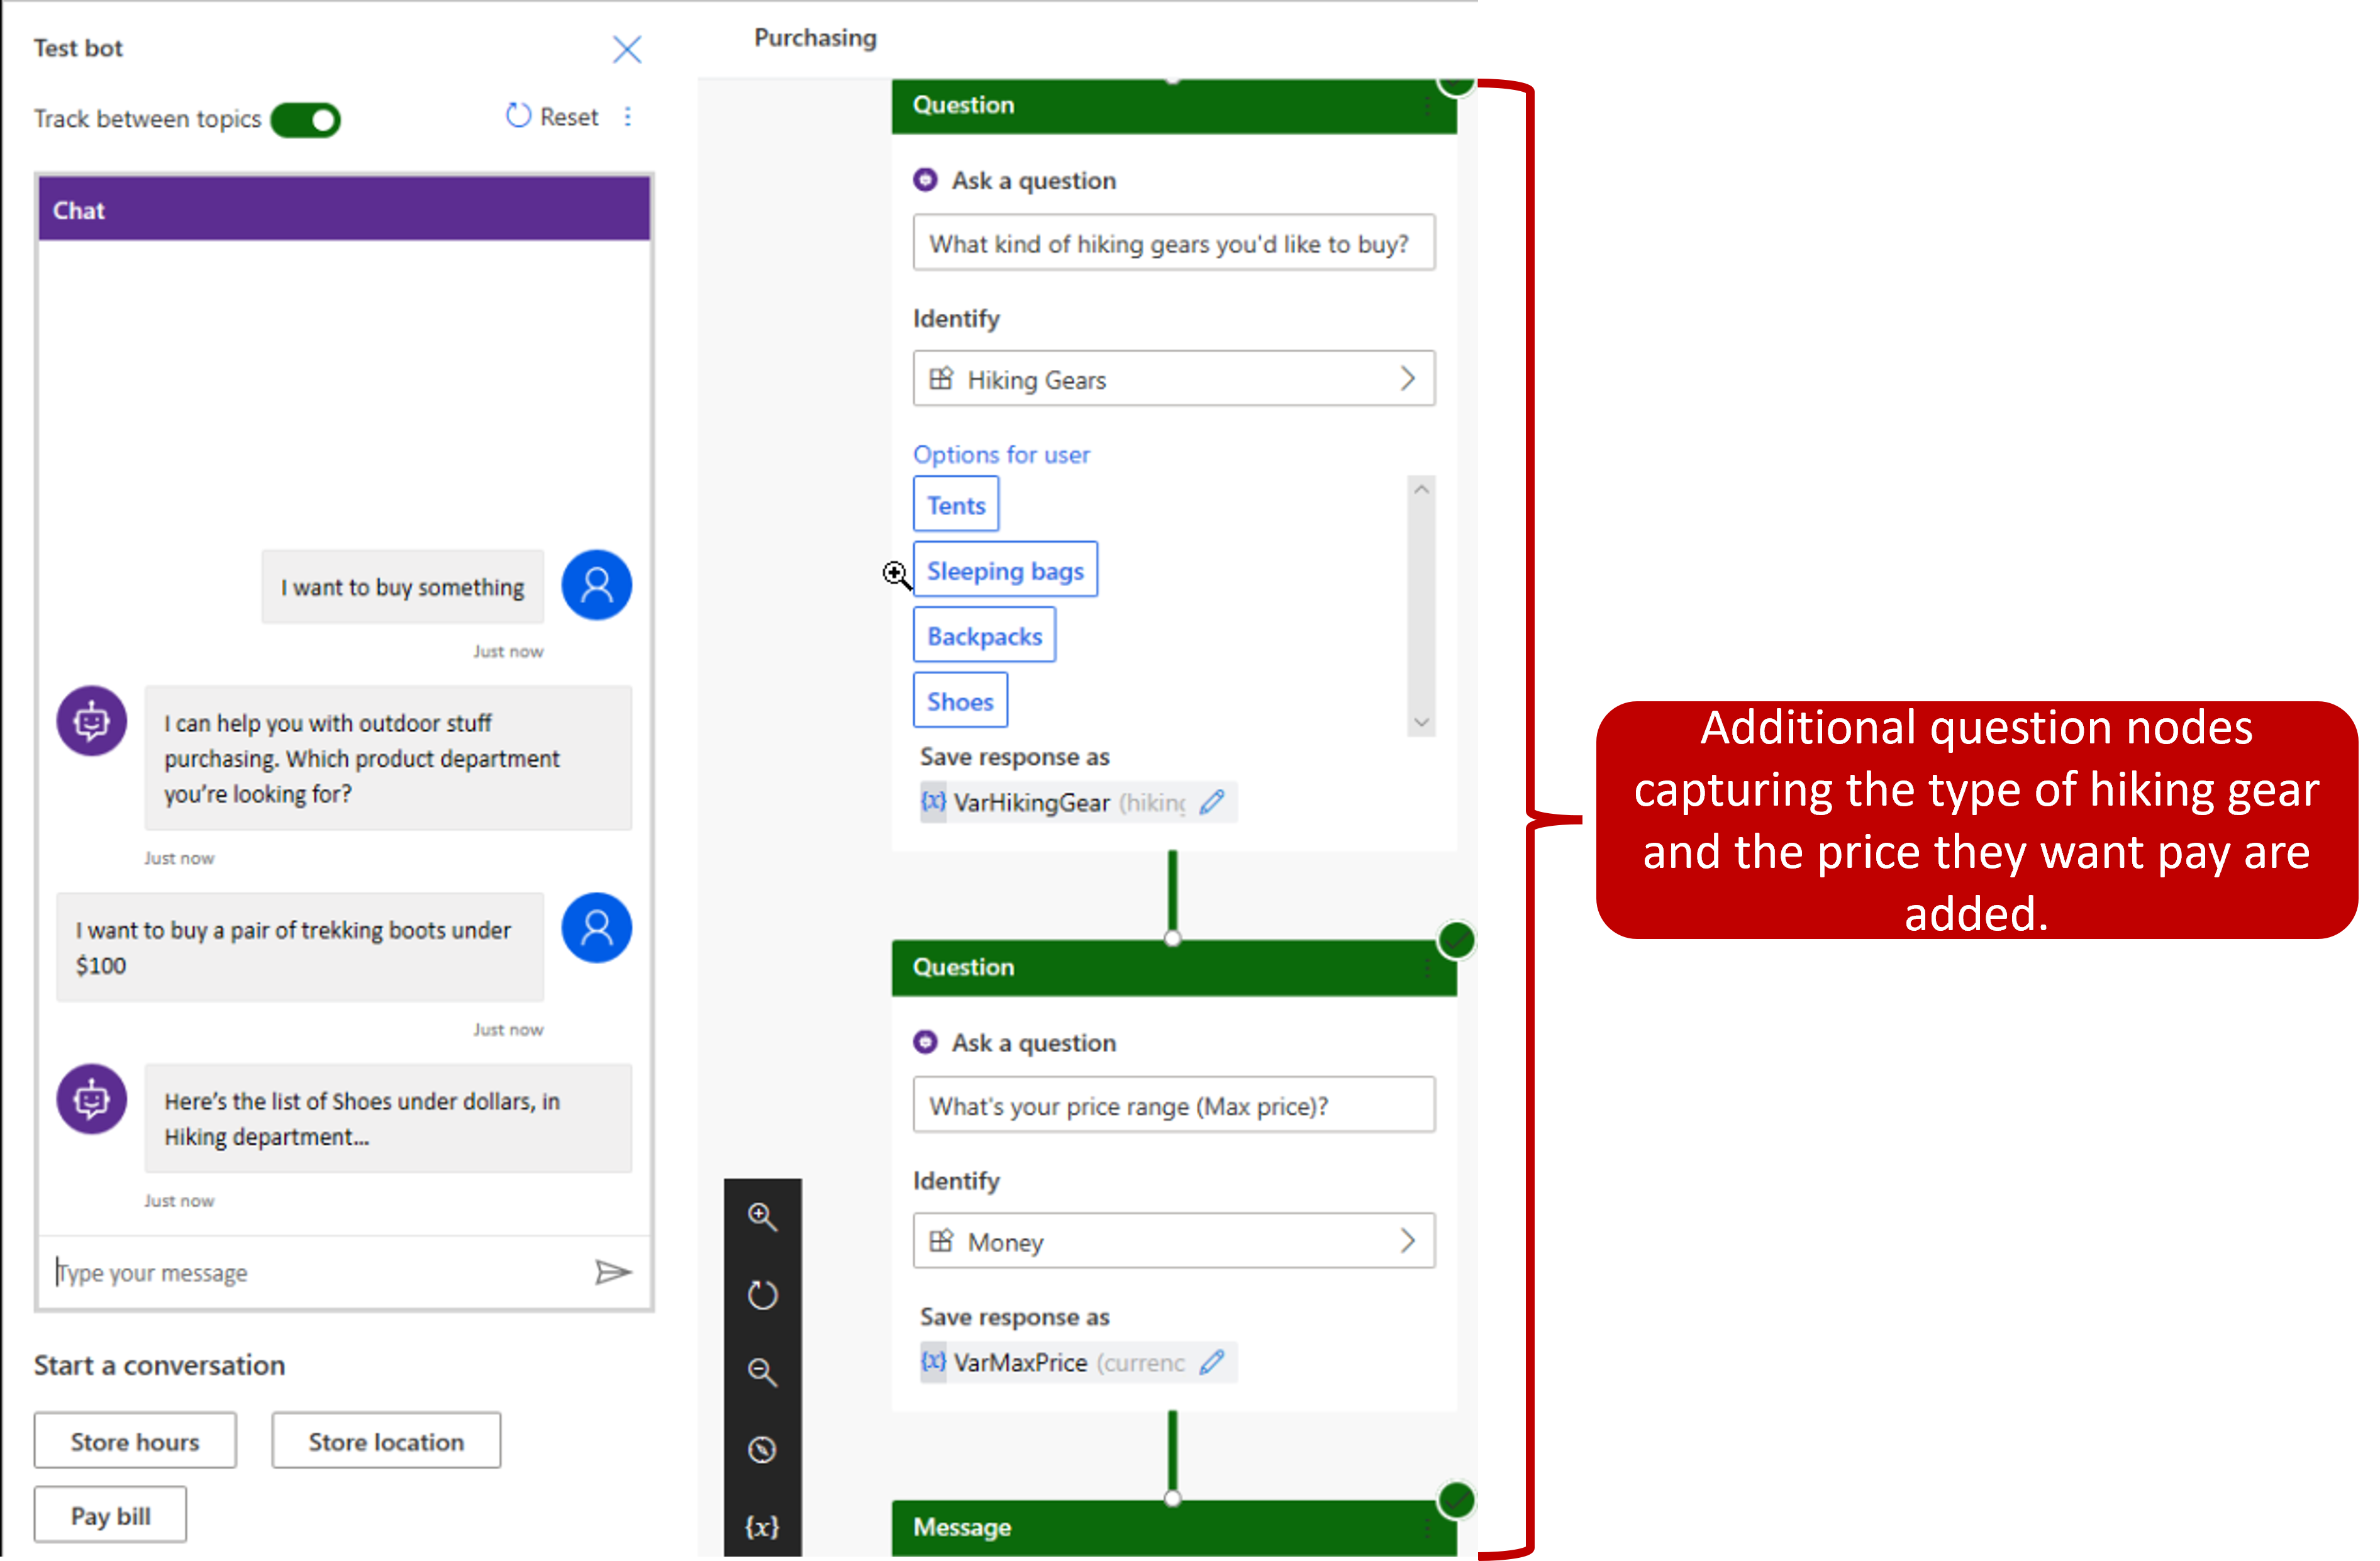 Test bot
Track between topics
Reset
Chat
I want to buy something
Just now
I can help you with outdoor stuff
purchasing. Which product department
you’re looking for?
Just now
I want to buy a pair of trekking boots under
$100
Just now
Here’s the list of Shoes under dollars, in
Hiking department...
Just now
Type your message
Start a conversation
Store hours
Store location
Pay bill
Purchasing
Question
Ask a question
What kind of hiking gears you'd like to buy?
Identify
Hiking Gears
Options for user
Tents
Sleeping bags
Backpacks
Shoes
Save response as
{x} VarHikingGear (hiking
Question
Ask a question
What's your price range (Max price)?
Identify
Money
Save response as
{x} VarMaxPrice (currenc
Message
{x}
Additional question nodes
capturing the type of hiking gear
and the price they want pay are
added.